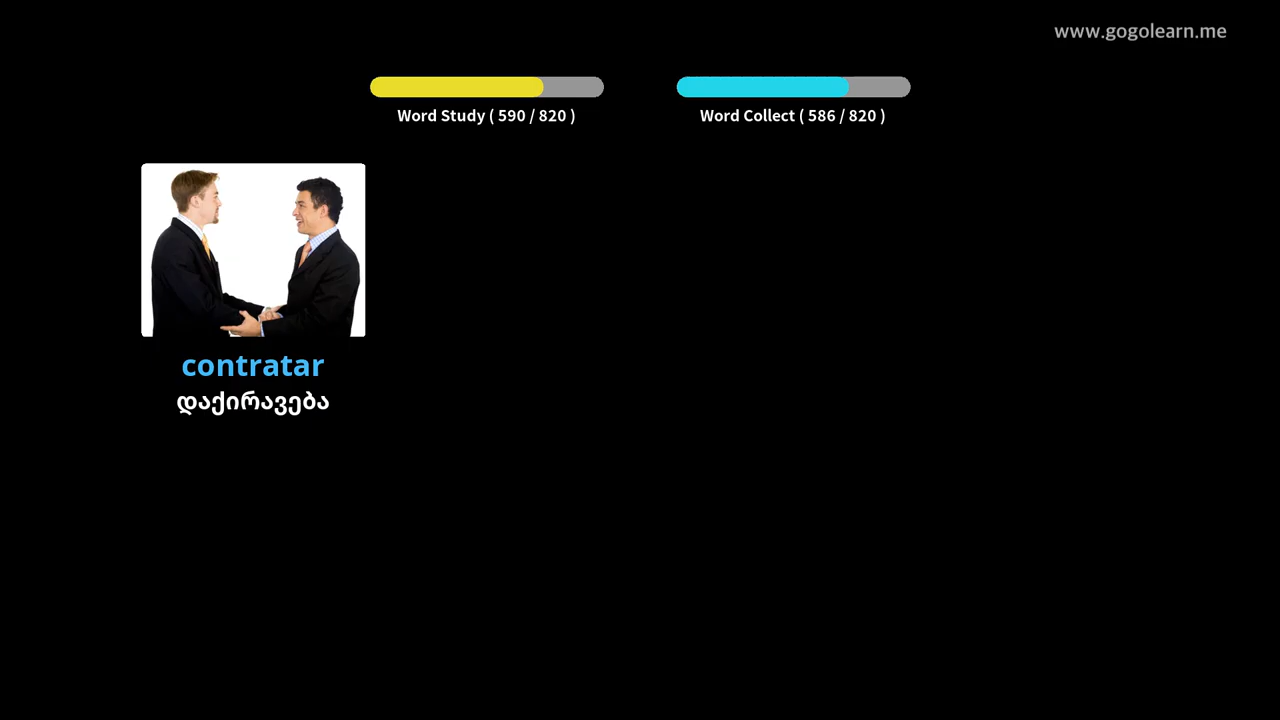 www.gogolearn.me
Word Study ( 590 / 820 )
Word Collect ( 586 / 820 )
contratar
დაქირავება